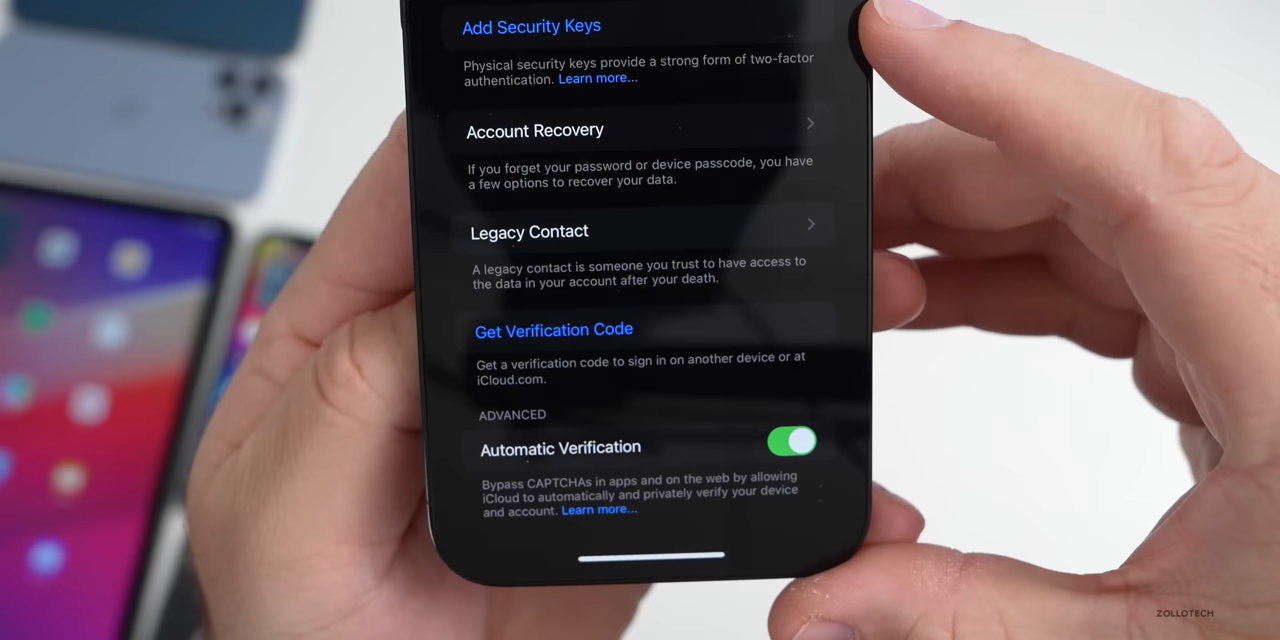 Add Security Keys
Physical security keys provide a strong form of two-factor
authentication. Learn more...
Account Recovery
If you forget your password or device passcode, you have
a few options to recover your data.
Legacy Contact
A legacy contact is someone you trust to have access to
the data in your account after your death.
Get Verification Code
Get a verification code to sign in on another device or at
iCloud.com.
ADVANCED
Automatic Verification
Bypass CAPTCHAs in apps and on the web by allowing
iCloud to automatically and privately verify your device
and account. Learn more...
ZOLLOTECH